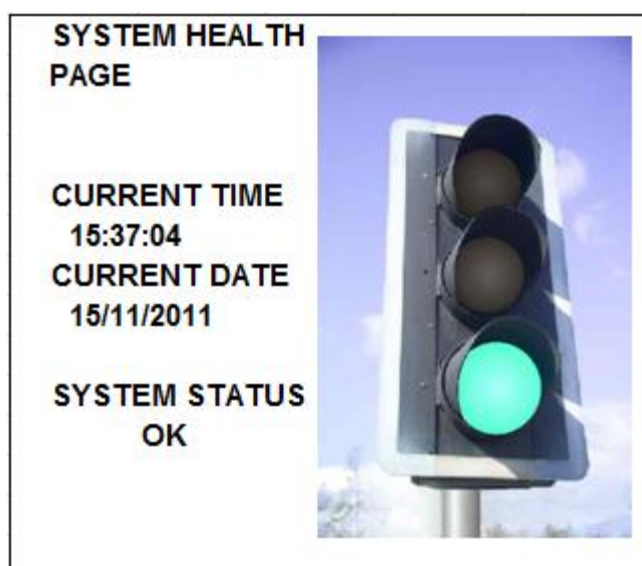 SYSTEM HEALTH
PAGE
CURRENT TIME
15:37:04
CURRENT DATE
15/11/2011
SYSTEM STATUS
OK